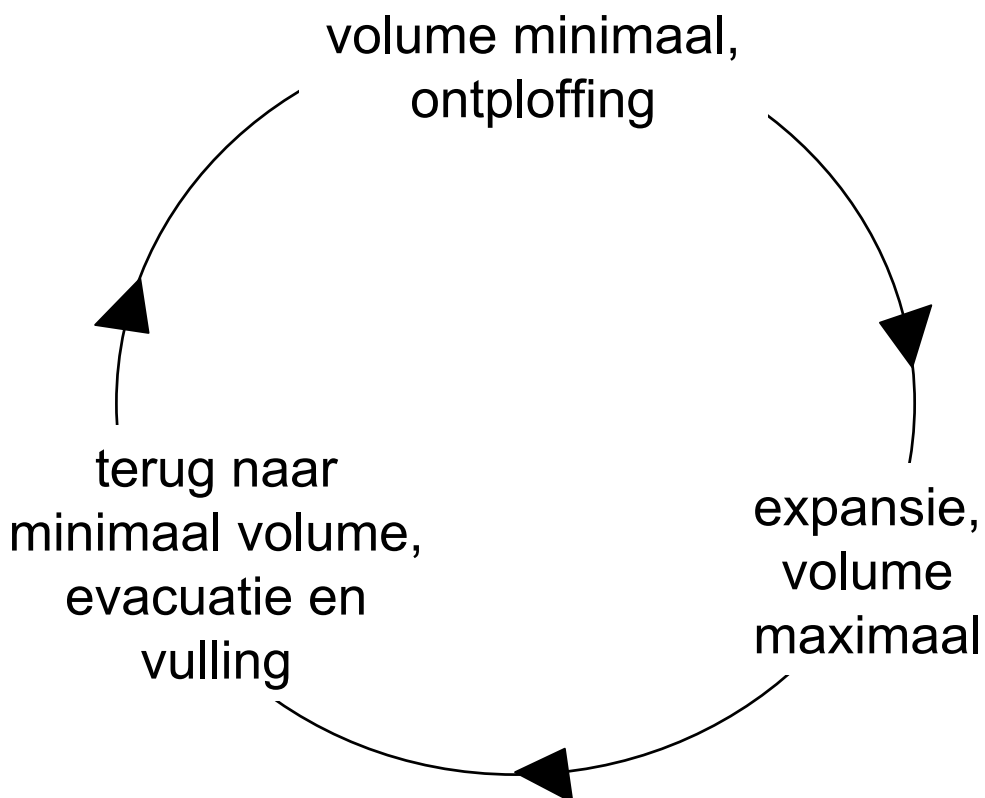 volume minimaal,
ontploffing
terug naar
minimaal volume,
evacuatie en
vulling
expansie,
volume
maximaal